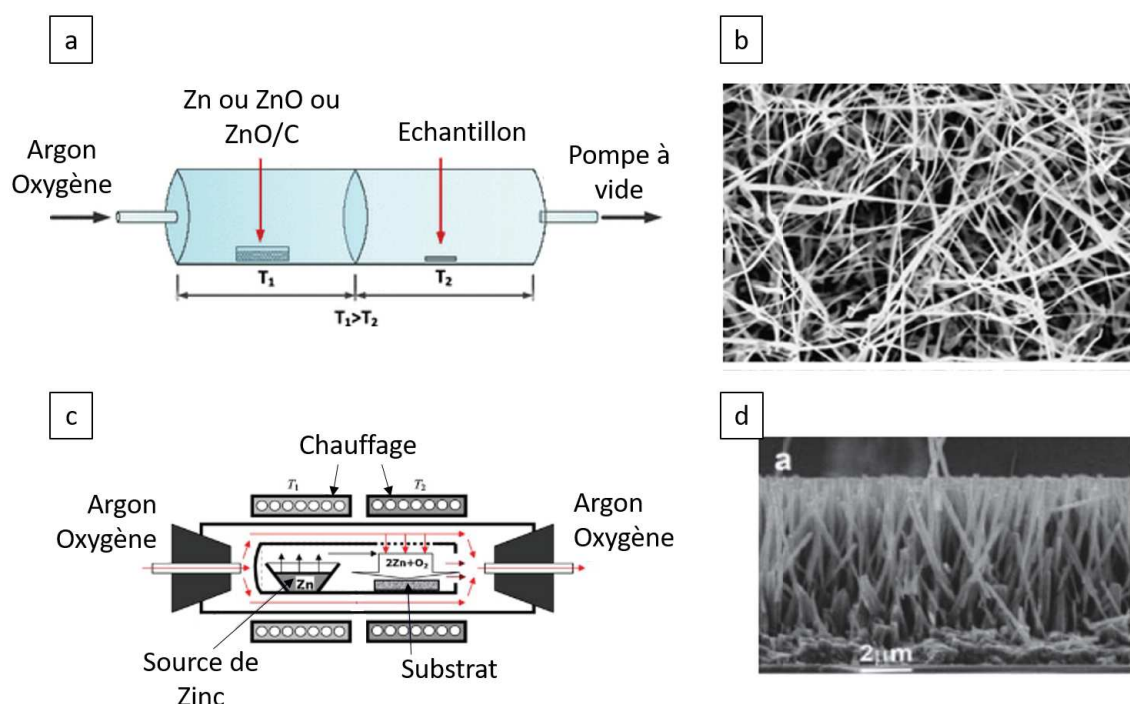 a
Zn ou ZnO ou
ZnO/C
Echantillon
Argon
Oxygène
Pompe à
vide
T₁
T₂
T₁>T₂
b
c
Chauffage
T₁
T₂
Argon
Oxygène
Argon
Oxygène
Zn
2Zn+O₂
Source de
Zinc
Substrat
d
a
2µm